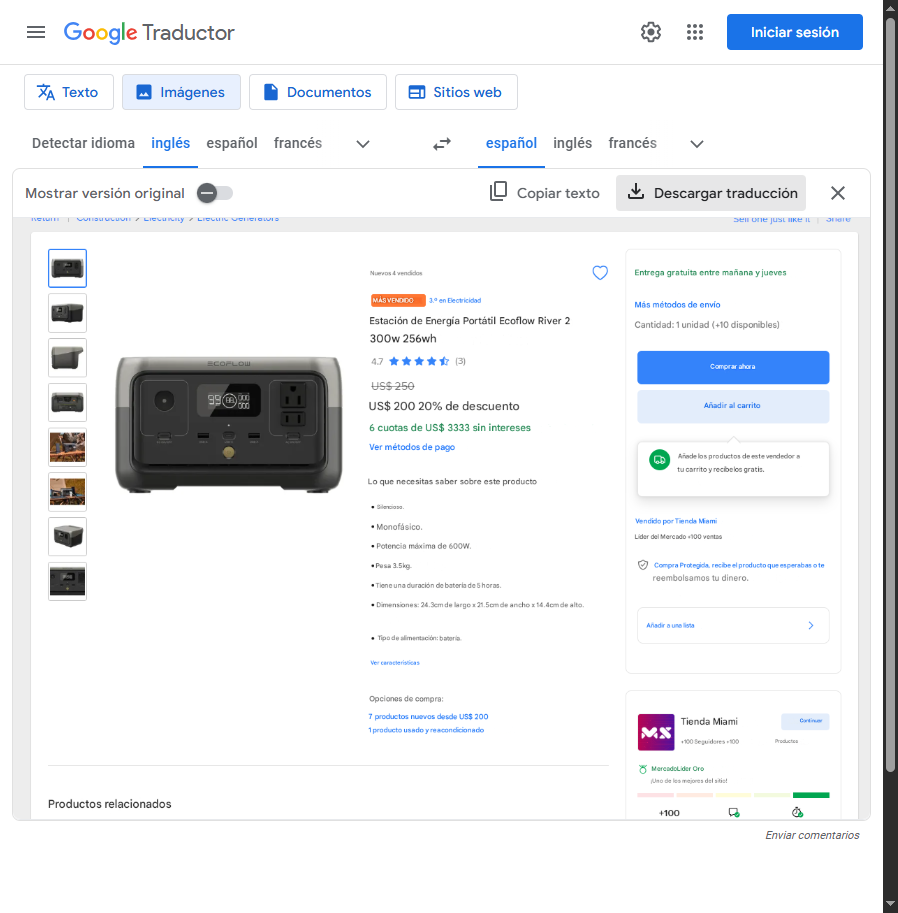 Google Traductor
Iniciar sesión
Texto
Imágenes
Documentos
Sitios web
Detectar idioma
inglés
español
francés
español
inglés
francés
Mostrar versión original
Copiar texto
Descargar traducción
Return | Construction > Electricity > Electric Generators
Sell one just like it | Share
Nuevos 4 vendidos
MÁS VENDIDO
3.º en Electricidad
Estación de Energía Portátil Ecoflow River 2
300w 256wh
4.7
(3)
US$ 250
US$ 200 20% de descuento
6 cuotas de US$ 3333 sin intereses
Ver métodos de pago
Lo que necesitas saber sobre este producto
• Silencioso.
• Monofásico.
• Potencia máxima de 600W.
• Pesa 3.5kg.
• Tiene una duración de batería de 5 horas.
• Dimensiones: 24.3cm de largo x 21.5cm de ancho x 14.4cm de alto.
• Tipo de alimentación: batería.
Ver características
Opciones de compra:
7 productos nuevos desde US$ 200
1 producto usado y reacondicionado
ECOFLOW
Productos relacionados
Entrega gratuita entre mañana y jueves
Más métodos de envío
Cantidad: 1 unidad (+10 disponibles)
Comprar ahora
Añadir al carrito
Añade los productos de este vendedor a
tu carrito y recíbelos gratis.
Vendido por Tienda Miami
Líder del Mercado +100 ventas
Compra Protegida, recibe el producto que esperabas o te
reembolsamos tu dinero.
Añadir a una lista
Tienda Miami
Continuar
+100 Seguidores +100
Productos
MercadoLíder Oro
¡Uno de los mejores del sitio!
+100
Enviar comentarios